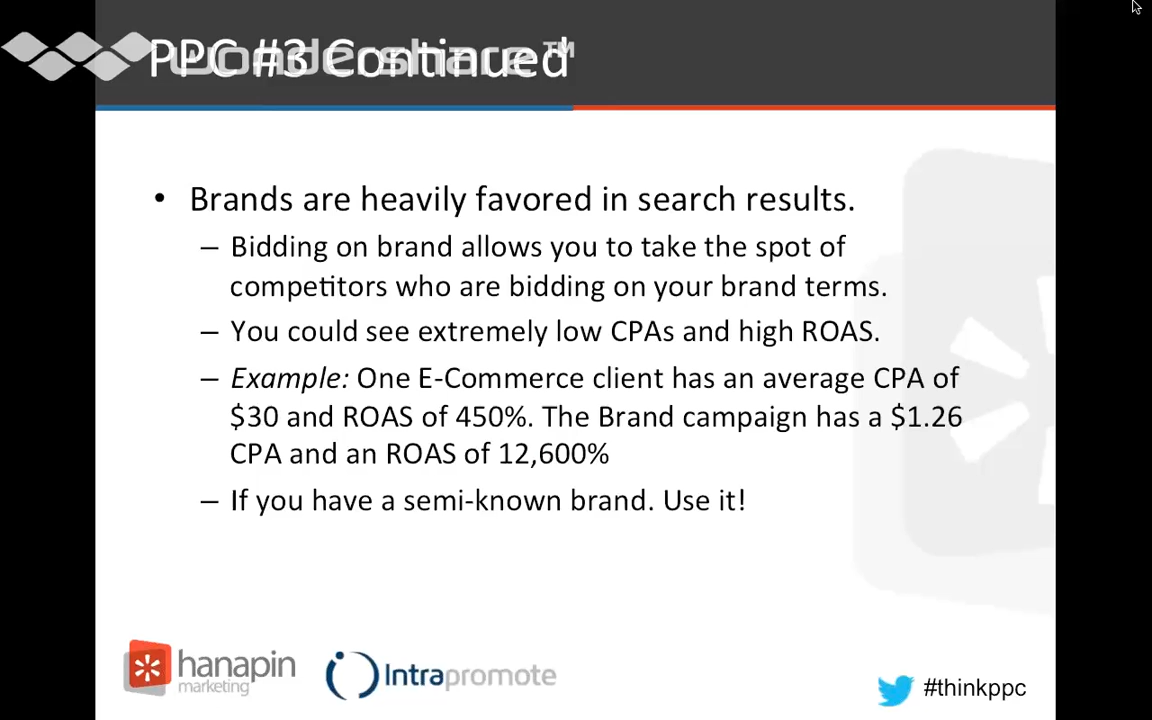 PPC #3 Continued
wondershare™
• Brands are heavily favored in search results.
– Bidding on brand allows you to take the spot of
competitors who are bidding on your brand terms.
– You could see extremely low CPAs and high ROAS.
– Example: One E-Commerce client has an average CPA of
$30 and ROAS of 450%. The Brand campaign has a $1.26
CPA and an ROAS of 12,600%
– If you have a semi-known brand. Use it!
hanapin
marketing
Intrapromote
#thinkppc